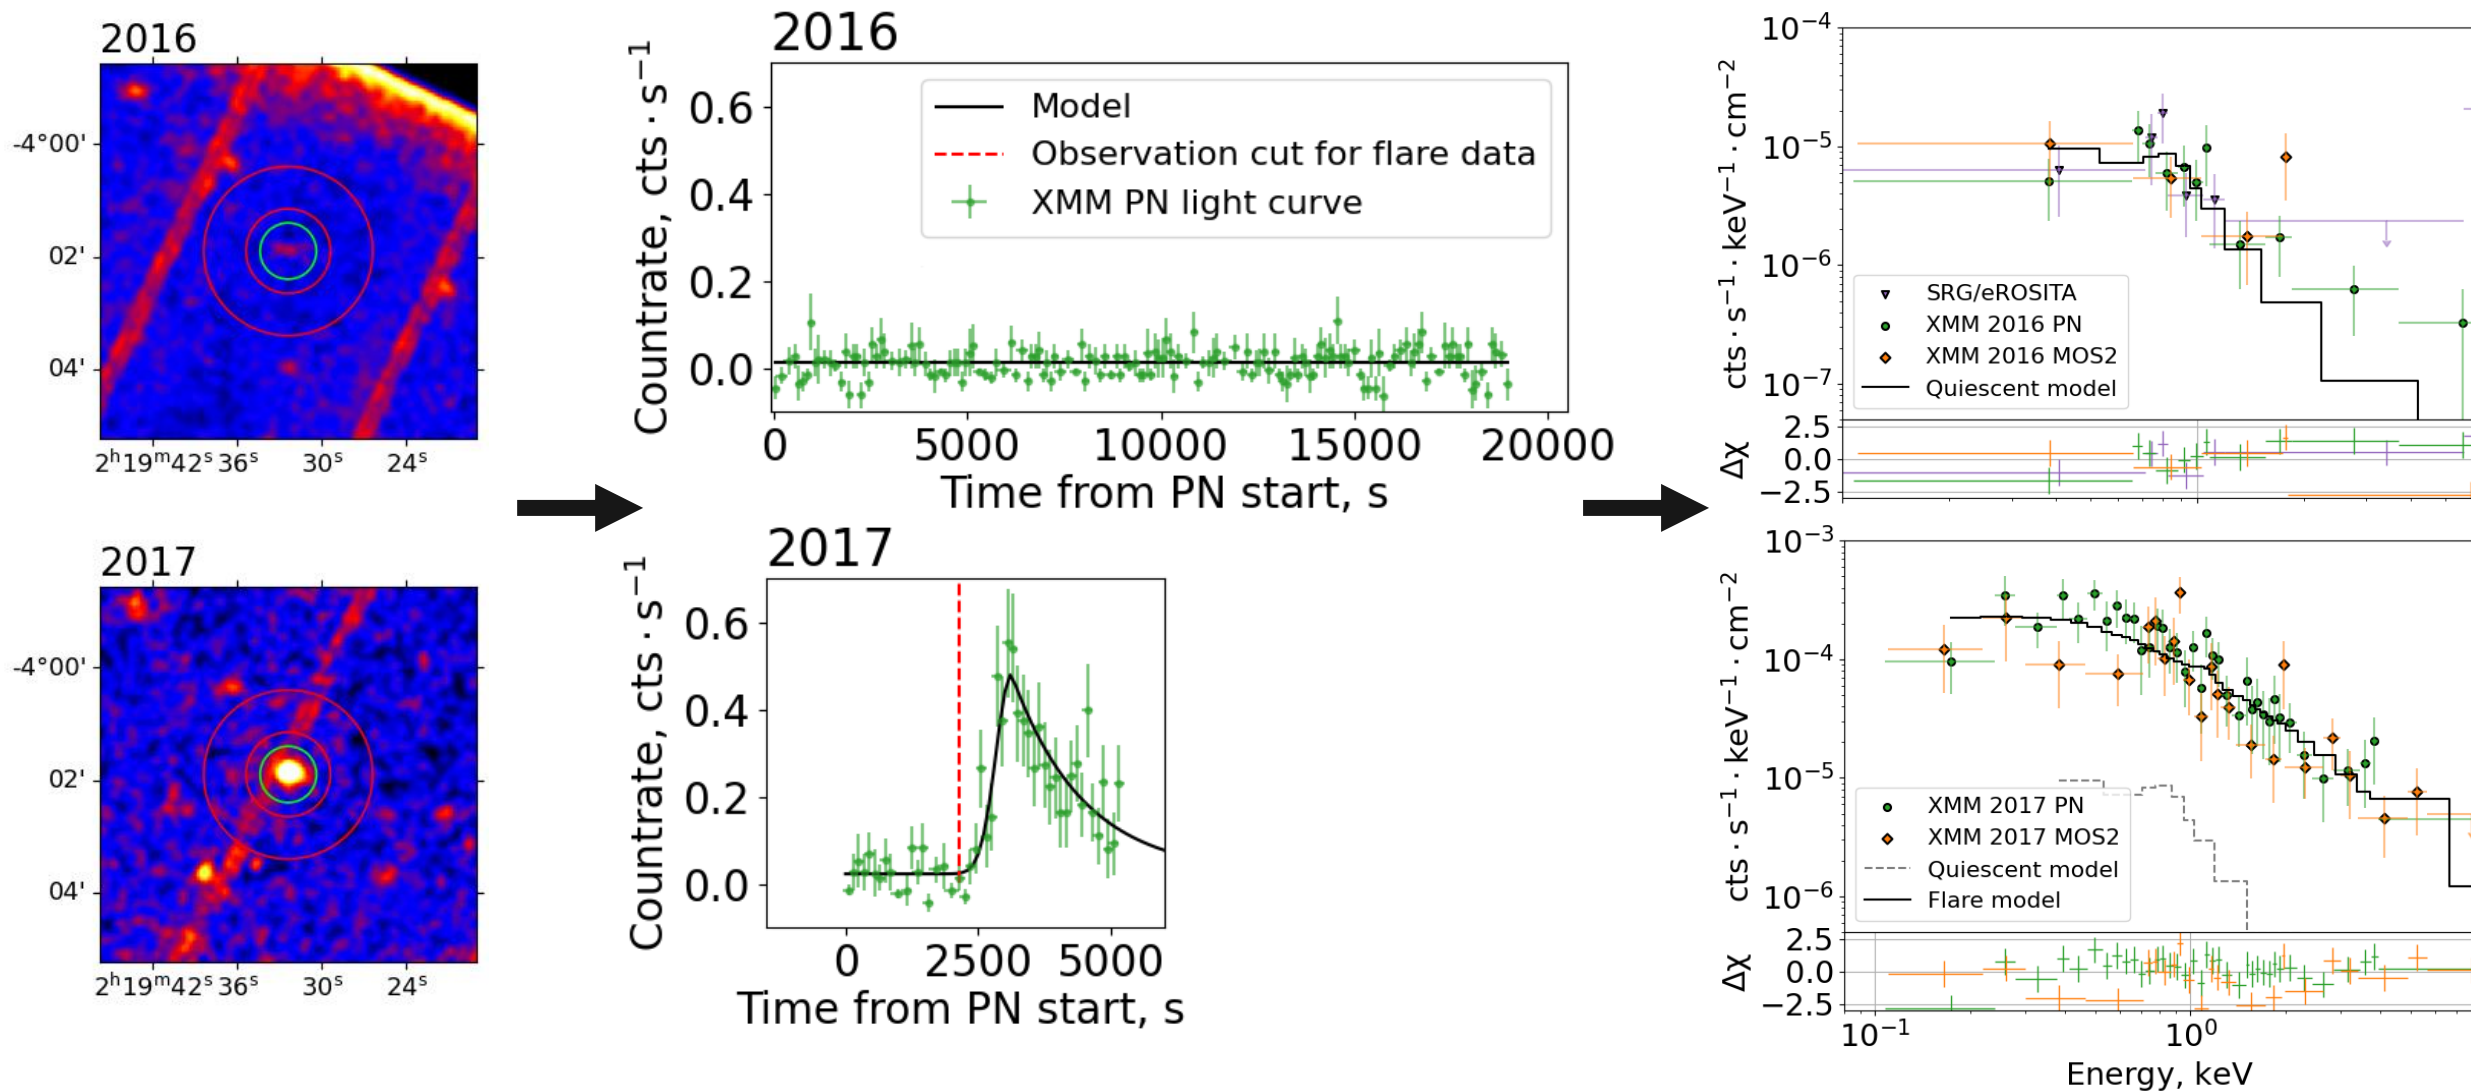 2016
-4°00'
02'
04'
2ʰ19ᵐ42ˢ 36ˢ 30ˢ 24ˢ
2017
-4°00'
02'
04'
2ʰ19ᵐ42ˢ 36ˢ 30ˢ 24ˢ
2016
Countrate, cts · s⁻¹
0.6
0.4
0.2
0.0
Model
Observation cut for flare data
XMM PN light curve
0 5000 10000 15000 20000
Time from PN start, s
2017
Countrate, cts · s⁻¹
0.6
0.4
0.2
0.0
0 2500 5000
Time from PN start, s
cts · s⁻¹ · keV⁻¹ · cm⁻²
10⁻⁴
10⁻⁵
10⁻⁶
10⁻⁷
SRG/eROSITA
XMM 2016 PN
XMM 2016 MOS2
Quiescent model
Δχ
2.5
0.0
−2.5
cts · s⁻¹ · keV⁻¹ · cm⁻²
10⁻³
10⁻⁴
10⁻⁵
10⁻⁶
XMM 2017 PN
XMM 2017 MOS2
Quiescent model
Flare model
Δχ
2.5
0.0
−2.5
10⁻¹ 10⁰
Energy, keV